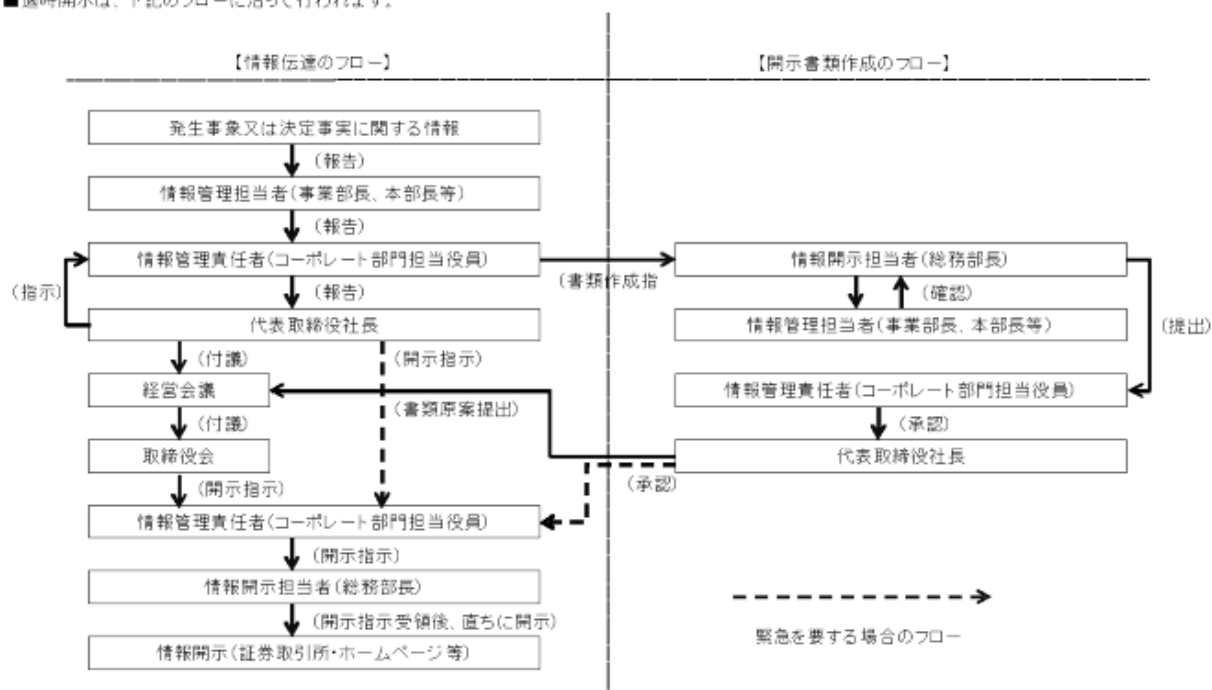 ■適時開示は、下記のフローに沿って行われます。
【情報伝達のフロー】
【開示書類作成のフロー】
発生事象又は決定事実に関する情報
(報告)
情報管理担当者(事業部長、本部長等)
(報告)
情報管理責任者(コーポレート部門担当役員)
(指示)
(報告)
代表取締役社長
(付議)
(開示指示)
経営会議
(書類原案提出)
(付議)
取締役会
(開示指示)
情報管理責任者(コーポレート部門担当役員)
(開示指示)
情報開示担当者(総務部長)
(開示指示受領後、直ちに開示)
情報開示(証券取引所・ホームページ等)
(書類作成指
情報開示担当者(総務部長)
(確認)
情報管理担当者(事業部長、本部長等)
(提出)
情報管理責任者(コーポレート部門担当役員)
(承認)
代表取締役社長
(承認)
緊急を要する場合のフロー